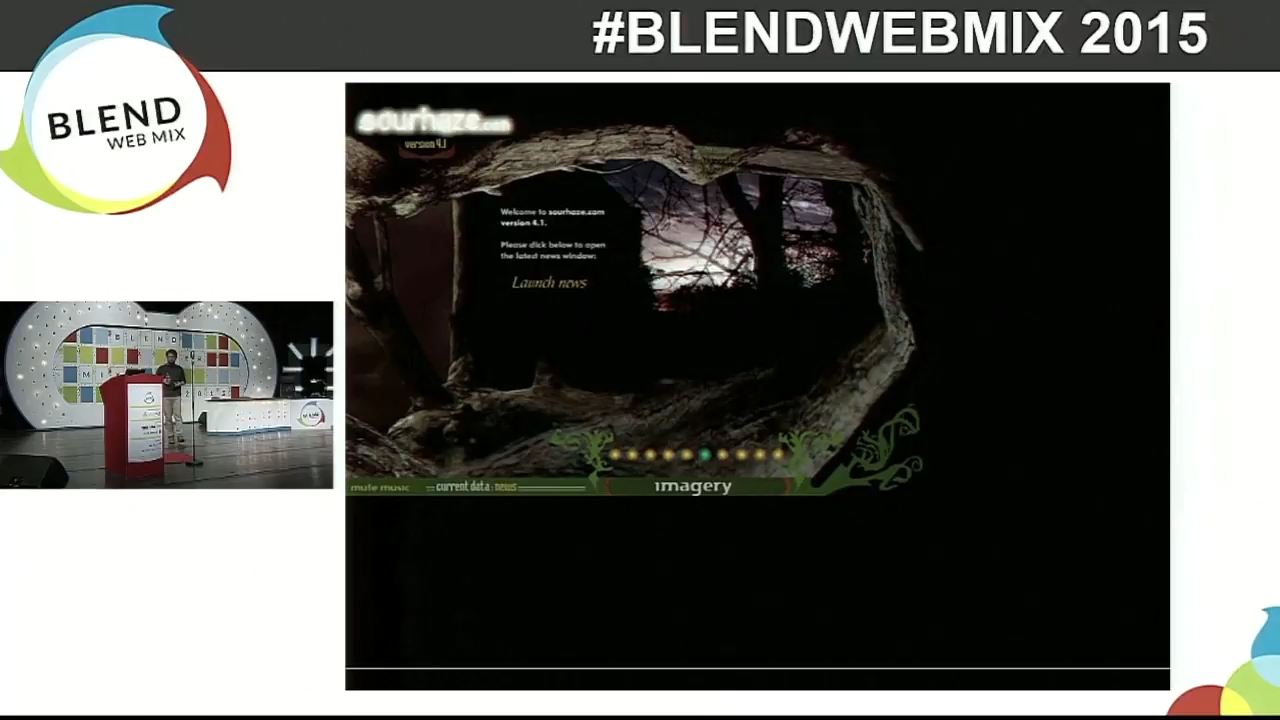 #BLENDWEBMIX 2015
BLEND
WEB MIX
sourhaze.com
version 4.1
Welcome to sourhaze.com
version 4.1.
Please click below to open
the latest news window:
Launch news
mute music
current data : news
imagery
BLEND